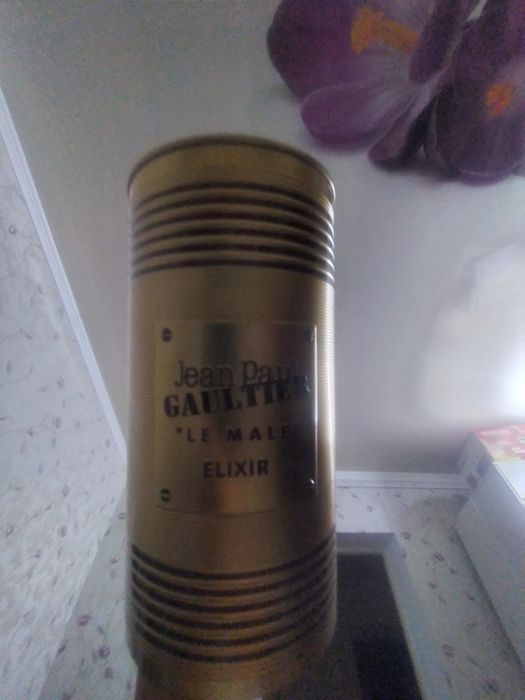 Jean Paul
GAULTIER
"LE MALE"
ELIXIR